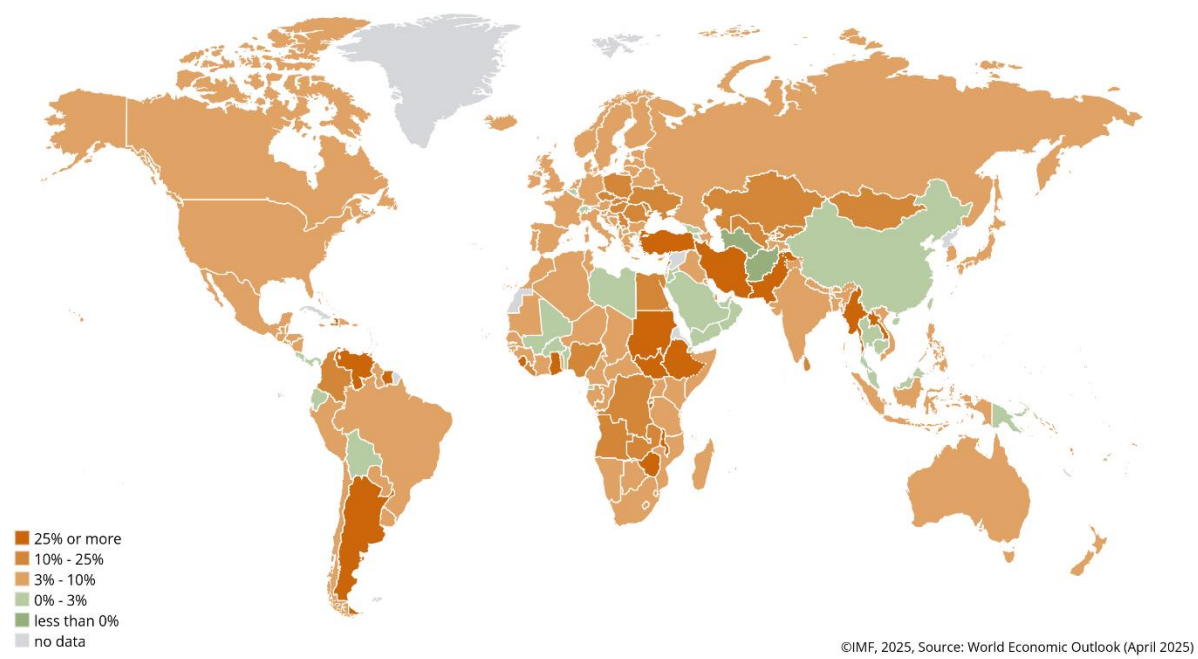 25% or more
10% - 25%
3% - 10%
0% - 3%
less than 0%
no data
©IMF, 2025, Source: World Economic Outlook (April 2025)